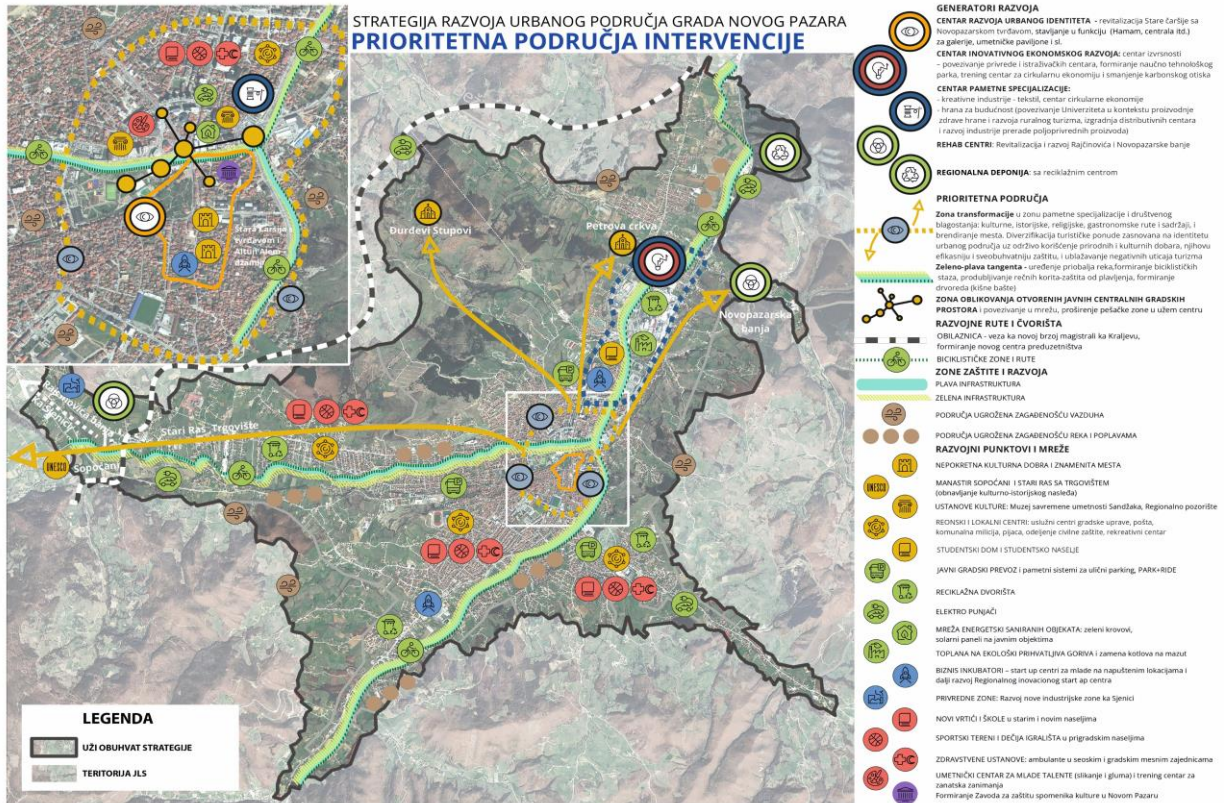 STRATEGIJA RAZVOJA URBANOG PODRUČJA GRADA NOVOG PAZARA
PRIORITETNA PODRUČJA INTERVENCIJE
Stara čaršija s
tvrđavom i
Altun Alem
džamija
Đurđevi Stupovi
Petrova crkva
Novopazarska
banja
Rajčinovića Banja
Sjenica
Stari Ras Trgovište
Sopoćani
UNESCO
LEGENDA
UŽI OBUHVAT STRATEGIJE
TERITORIJA JLS
GENERATORI RAZVOJA
CENTAR RAZVOJA URBANOG IDENTITETA - revitalizacija Stare čaršije sa
Novopazarskom tvrđavom, stavljanje u funkciju (Hamam, centrala itd.)
za galerije, umetničke paviljone i sl.
CENTAR INOVATIVNOG EKONOMSKOG RAZVOJA: centar izvrsnosti
- povezivanje privrede i istraživačkih centara, formiranje naučno tehnološkog
parka, trening centar za cirkularnu ekonomiju i smanjenje karbonskog otiska
CENTAR PAMETNE SPECIJALIZACIJE:
- kreativne industrije - tekstil, centar cirkularne ekonomije
- hrana za budućnost (povezivanje Univerziteta u kontekstu proizvodnje
zdrave hrane i razvoja ruralnog turizma, izgradnja distributivnih centara
i razvoj industrije prerade poljoprivrednih proizvoda)
REHAB CENTRI: Revitalizacija i razvoj Rajčinovića i Novopazarske banje
REGIONALNA DEPONIJA: sa reciklažnim centrom
PRIORITETNA PODRUČJA
Zona transformacije u zonu pametne specijalizacije i društvenog
blagostanja: kulturne, istorijske, religijske, gastronomske rute i sadržaji, i
brendiranje mesta. Diverzifikacija turističke ponude zasnovana na identitetu
urbanog područja uz održivo korišćenje prirodnih i kulturnih dobara, njihovu
efikasniju i sveobuhvatniju zaštitu, i ublažavanje negativnih uticaja turizma
Zeleno-plava tangenta - uređenje priobalja reka,formiranje biciklističkih
staza, produbljivanje rečnih korita-zaštita od plavljenja, formiranje
drvoreda (kišne bašte)
ZONA OBLIKOVANJA OTVORENIH JAVNIH CENTRALNIH GRADSKIH
PROSTORA i povezivanje u mrežu, proširenje pešačke zone u užem centru
RAZVOJNE RUTE I ČVORIŠTA
OBILAZNICA - veza ka novoj brzoj magistrali ka Kraljevu,
formiranje novog centra preduzetništva
BICIKLISTIČKE ZONE I RUTE
ZONE ZAŠTITE I RAZVOJA
PLAVA INFRASTRUKTURA
ZELENA INFRASTRUKTURA
PODRUČJA UGROŽENA ZAGAĐENOŠĆU VAZDUHA
PODRUČJA UGROŽENA ZAGAĐENOŠĆU REKA I POPLAVAMA
RAZVOJNI PUNKTOVI I MREŽE
NEPOKRETNA KULTURNA DOBRA I ZNAMENITA MESTA
UNESCO
MANASTIR SOPOĆANI I STARI RAS SA TRGOVIŠTEM
(obnavljanje kulturno-istorijskog nasleđa)
USTANOVE KULTURE: Muzej savremene umetnosti Sandžaka, Regionalno pozorište
REONSKI I LOKALNI CENTRI: uslužni centri gradske uprave, pošta,
komunalna milicija, pijaca, odeljenje civilne zaštite, rekreativni centar
STUDENTSKI DOM I STUDENTSKO NASELJE
JAVNI GRADSKI PREVOZ i pametni sistemi za ulični parking, PARK+RIDE
RECIKLAŽNA DVORIŠTA
ELEKTRO PUNJAČI
MREŽA ENERGETSKI SANIRANIH OBJEKATA: zeleni krovovi,
solarni paneli na javnim objektima
TOPLANA NA EKOLOŠKI PRIHVATLJIVA GORIVA i zamena kotlova na mazut
BIZNIS INKUBATORI – start up centri za mlade na napuštenim lokacijama i
dalji razvoj Regionalnog inovacionog start ap centra
PRIVREDNE ZONE: Razvoj nove industrijske zone ka Sjenici
NOVI VRTIĆI I ŠKOLE u starim i novim naseljima
SPORTSKI TERENI I DEČIJA IGRALIŠTA u prigradskim naseljima
ZDRAVSTVENE USTANOVE: ambulante u seoskim i gradskim mesnim zajednicama
UMETNIČKI CENTAR ZA MLADE TALENTE (slikanje i gluma) i trening centar za
zanatska zanimanja
Formiranje Zavoda za zaštitu spomenika kulture u Novom Pazaru